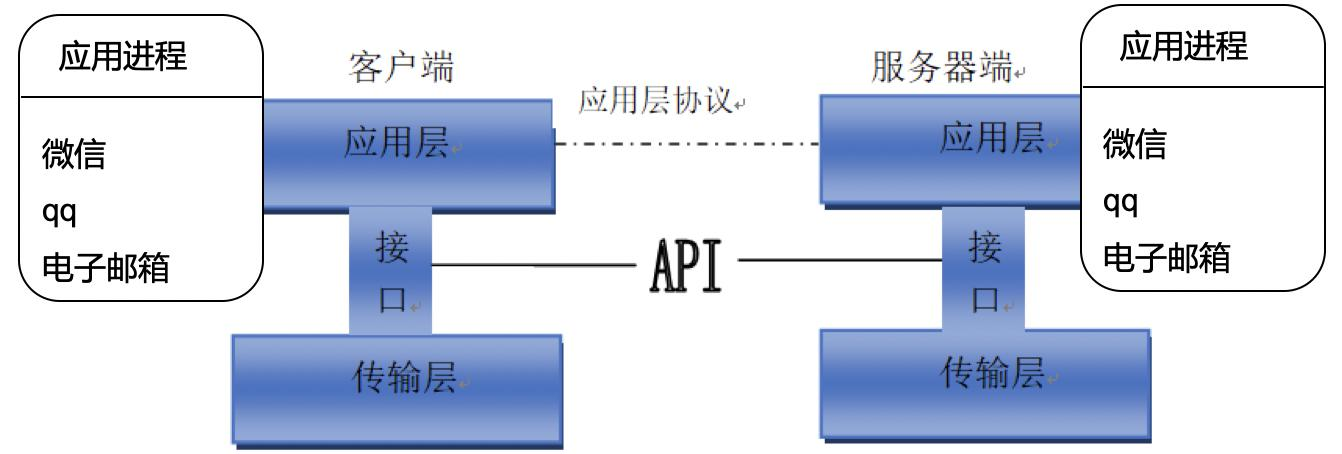 应用进程
微信
qq
电子邮箱
客户端
应用层
接
口
传输层
应用层协议
API
服务器端
应用层
接
口
传输层
应用进程
微信
qq
电子邮箱